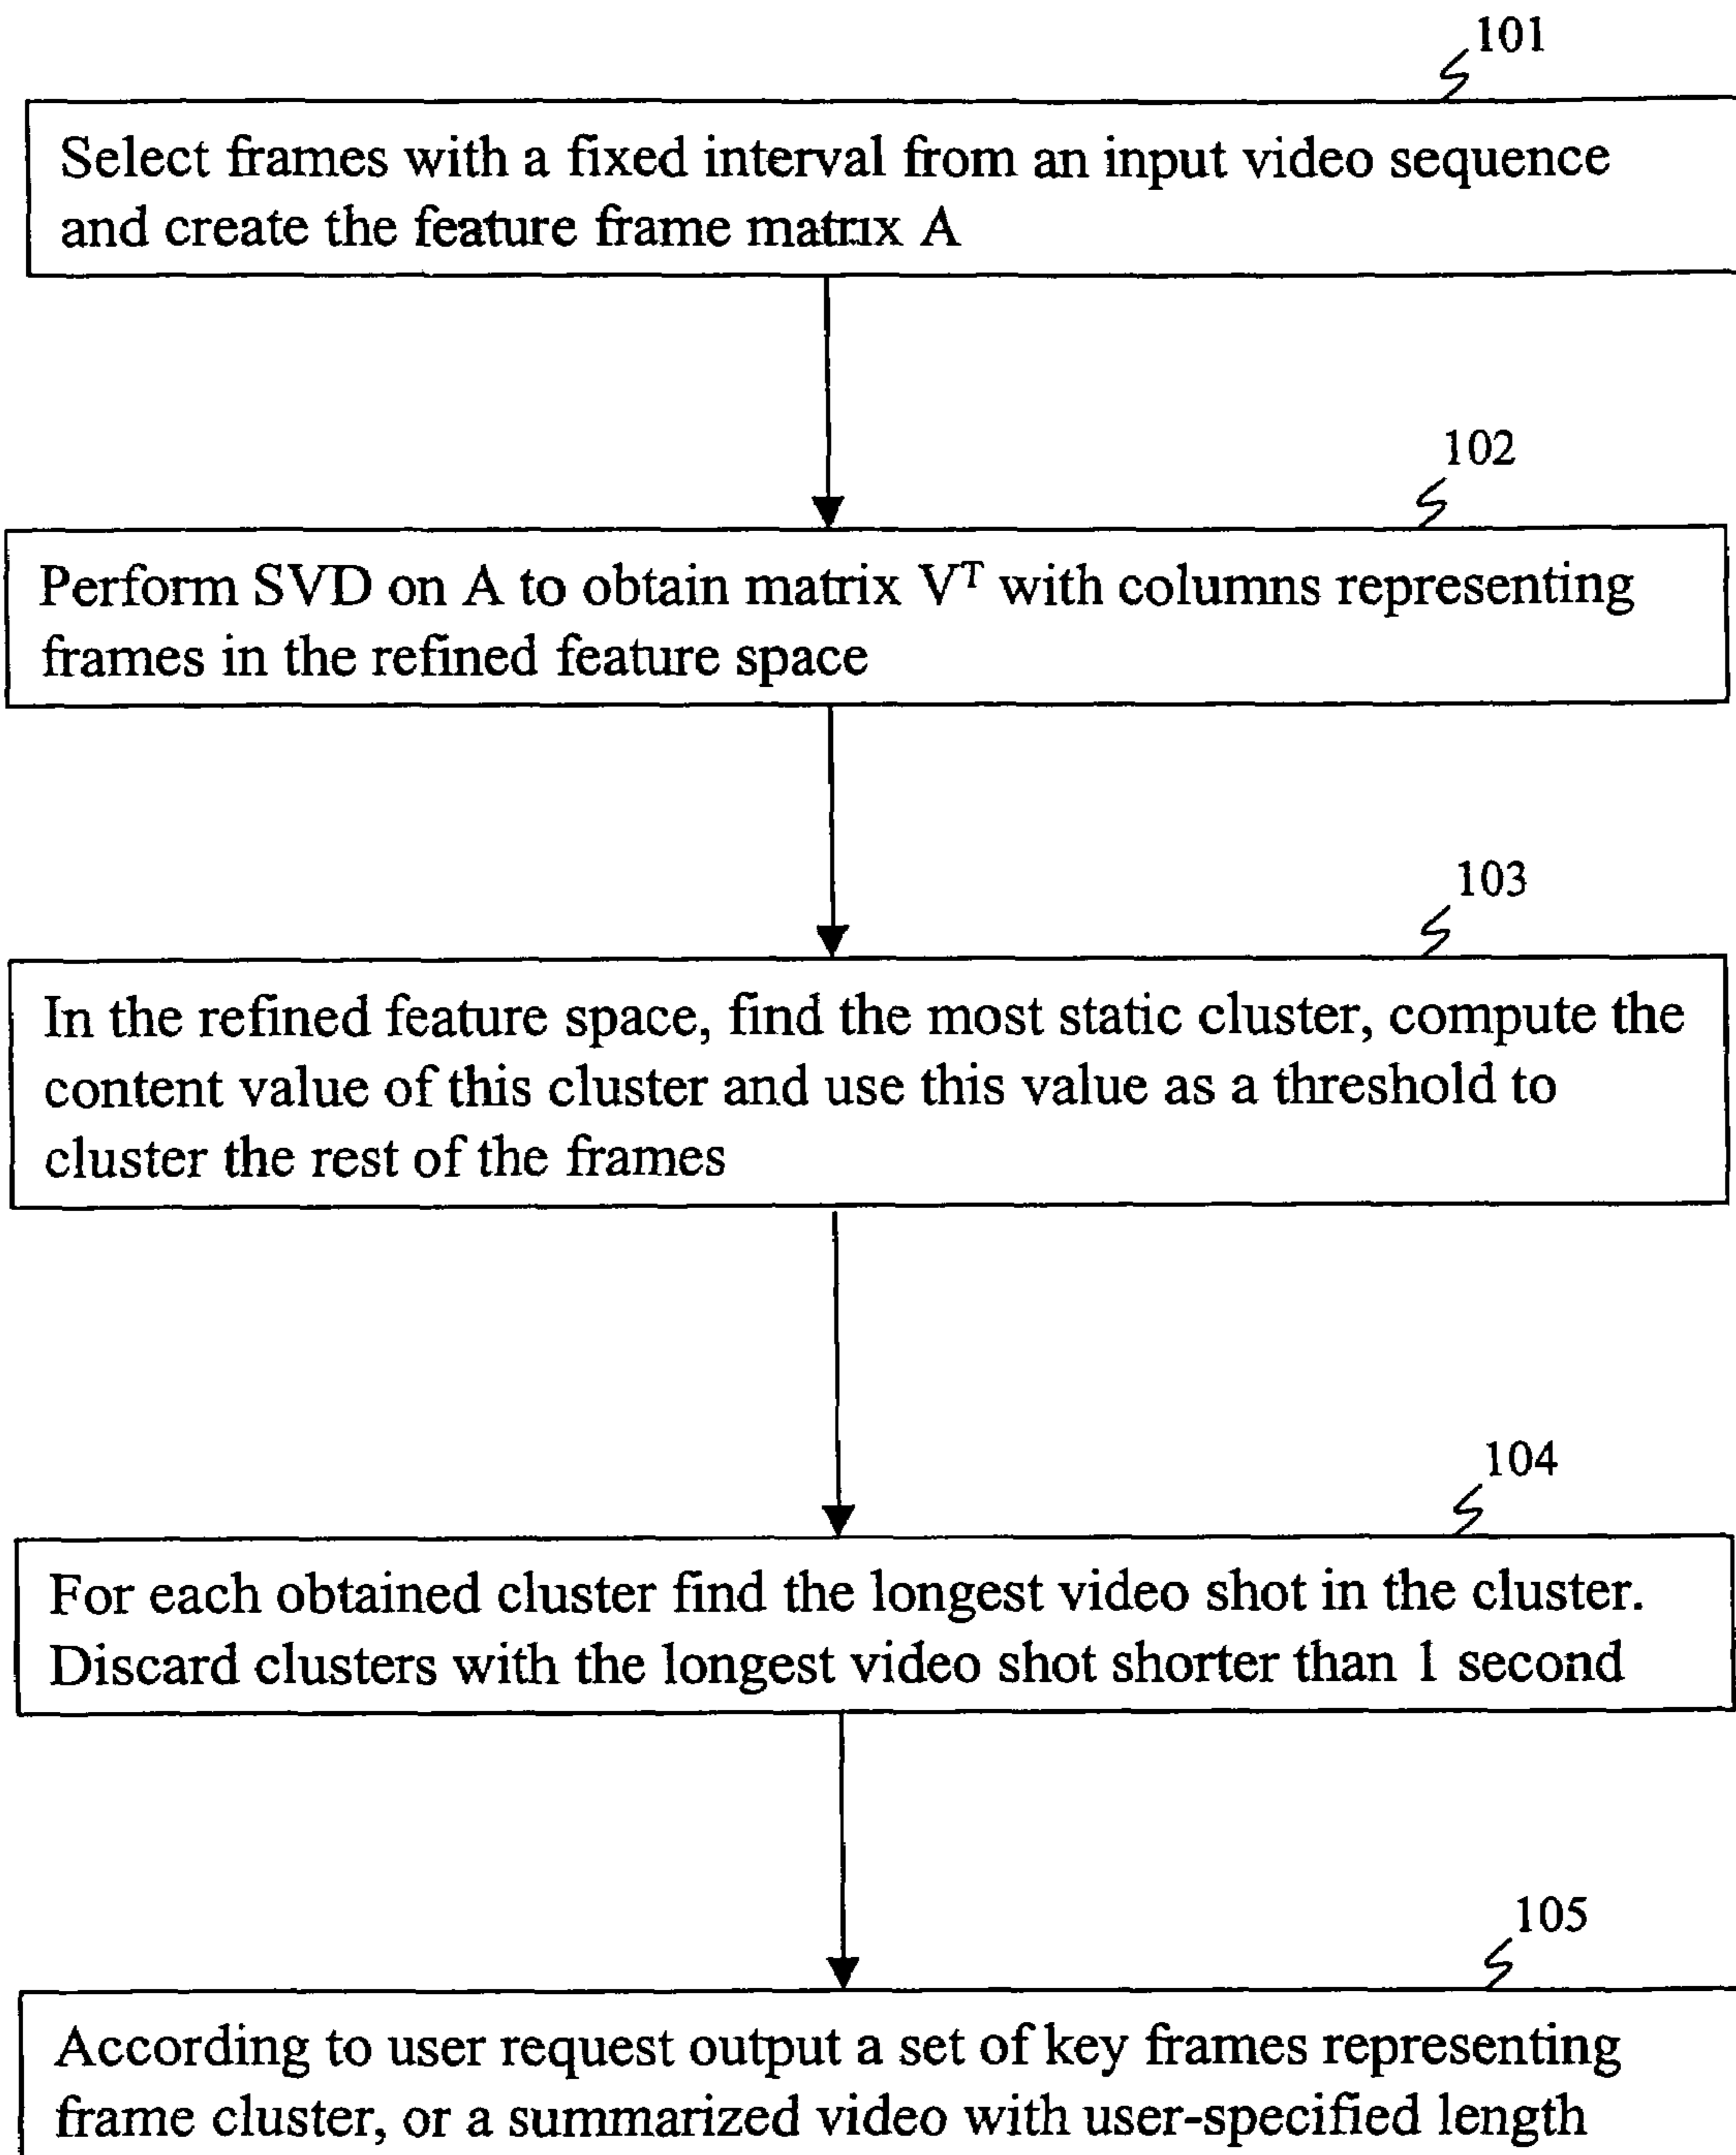 101
Select frames with a fixed interval from an input video sequence
and create the feature frame matrix A
102
Perform SVD on A to obtain matrix Vᵀ with columns representing
frames in the refined feature space
103
In the refined feature space, find the most static cluster, compute the
content value of this cluster and use this value as a threshold to
cluster the rest of the frames
104
For each obtained cluster find the longest video shot in the cluster.
Discard clusters with the longest video shot shorter than 1 second
105
According to user request output a set of key frames representing
frame cluster, or a summarized video with user-specified length